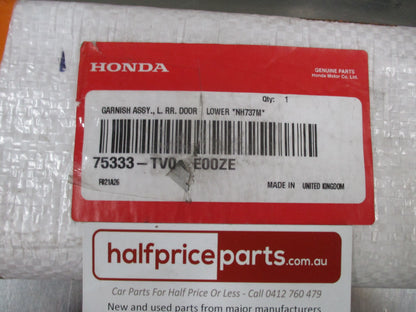 HONDA
GENUINE PARTS
Honda Motor Co., Ltd.
Qty: 1
GARNISH ASSY., L. RR. DOOR LOWER "NH737M"
75333-TV0 E00ZE
F021A26
MADE IN UNITED KINGDOM
halfpriceparts.com.au
Car Parts For Half Price Or Less - Call 0412 760 479
New and used parts from major manufacturers